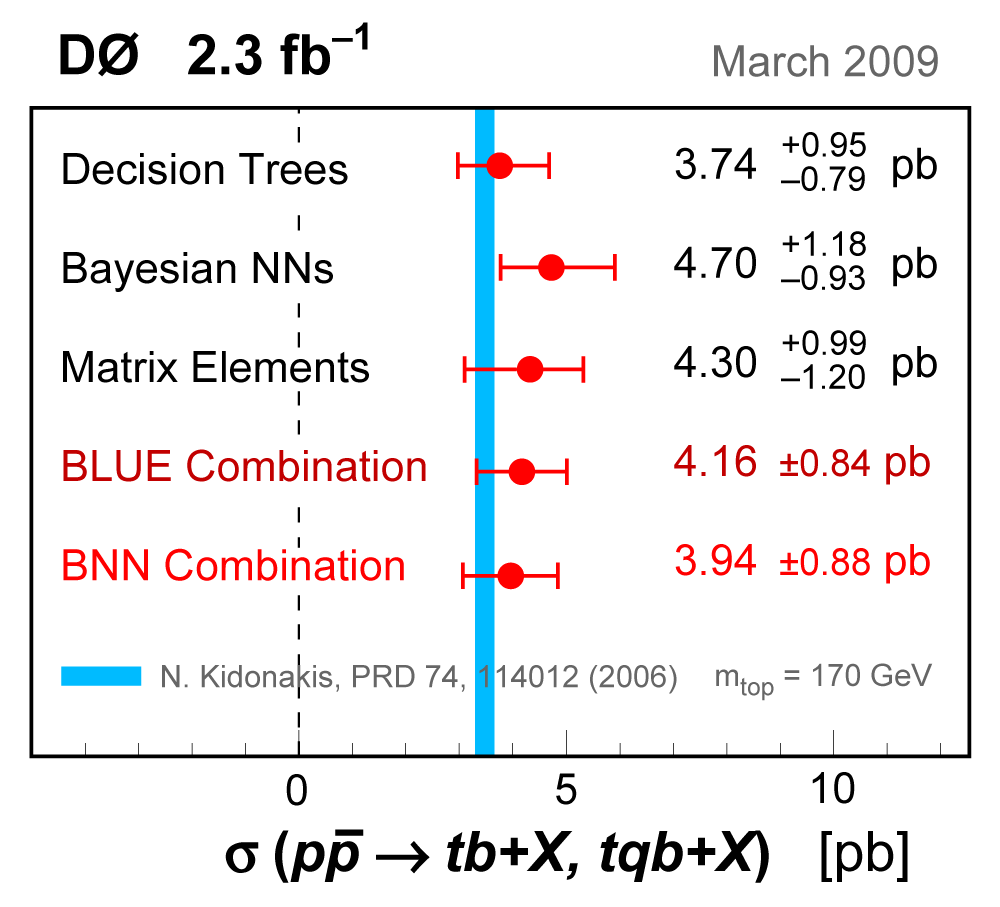 DØ 2.3 fb⁻¹ March 2009
Decision Trees 3.74 +0.95 –0.79 pb
Bayesian NNs 4.70 +1.18 –0.93 pb
Matrix Elements 4.30 +0.99 –1.20 pb
BLUE Combination 4.16 ±0.84 pb
BNN Combination 3.94 ±0.88 pb
N. Kidonakis, PRD 74, 114012 (2006) m_top = 170 GeV
0 5 10
σ (pp̅ → tb+X, tqb+X) [pb]